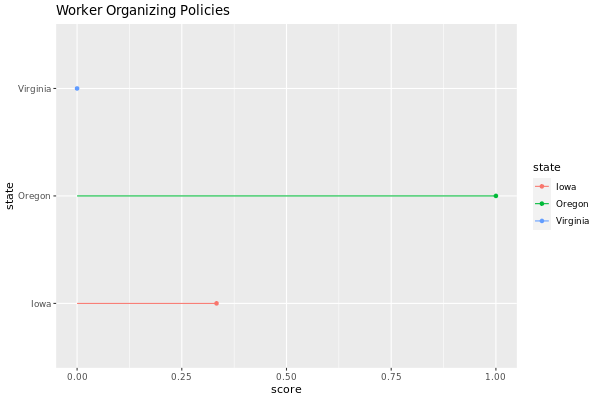 Worker Organizing Policies
Virginia
Oregon
Iowa
state
0.00 0.25 0.50 0.75 1.00
score
state
Iowa
Oregon
Virginia